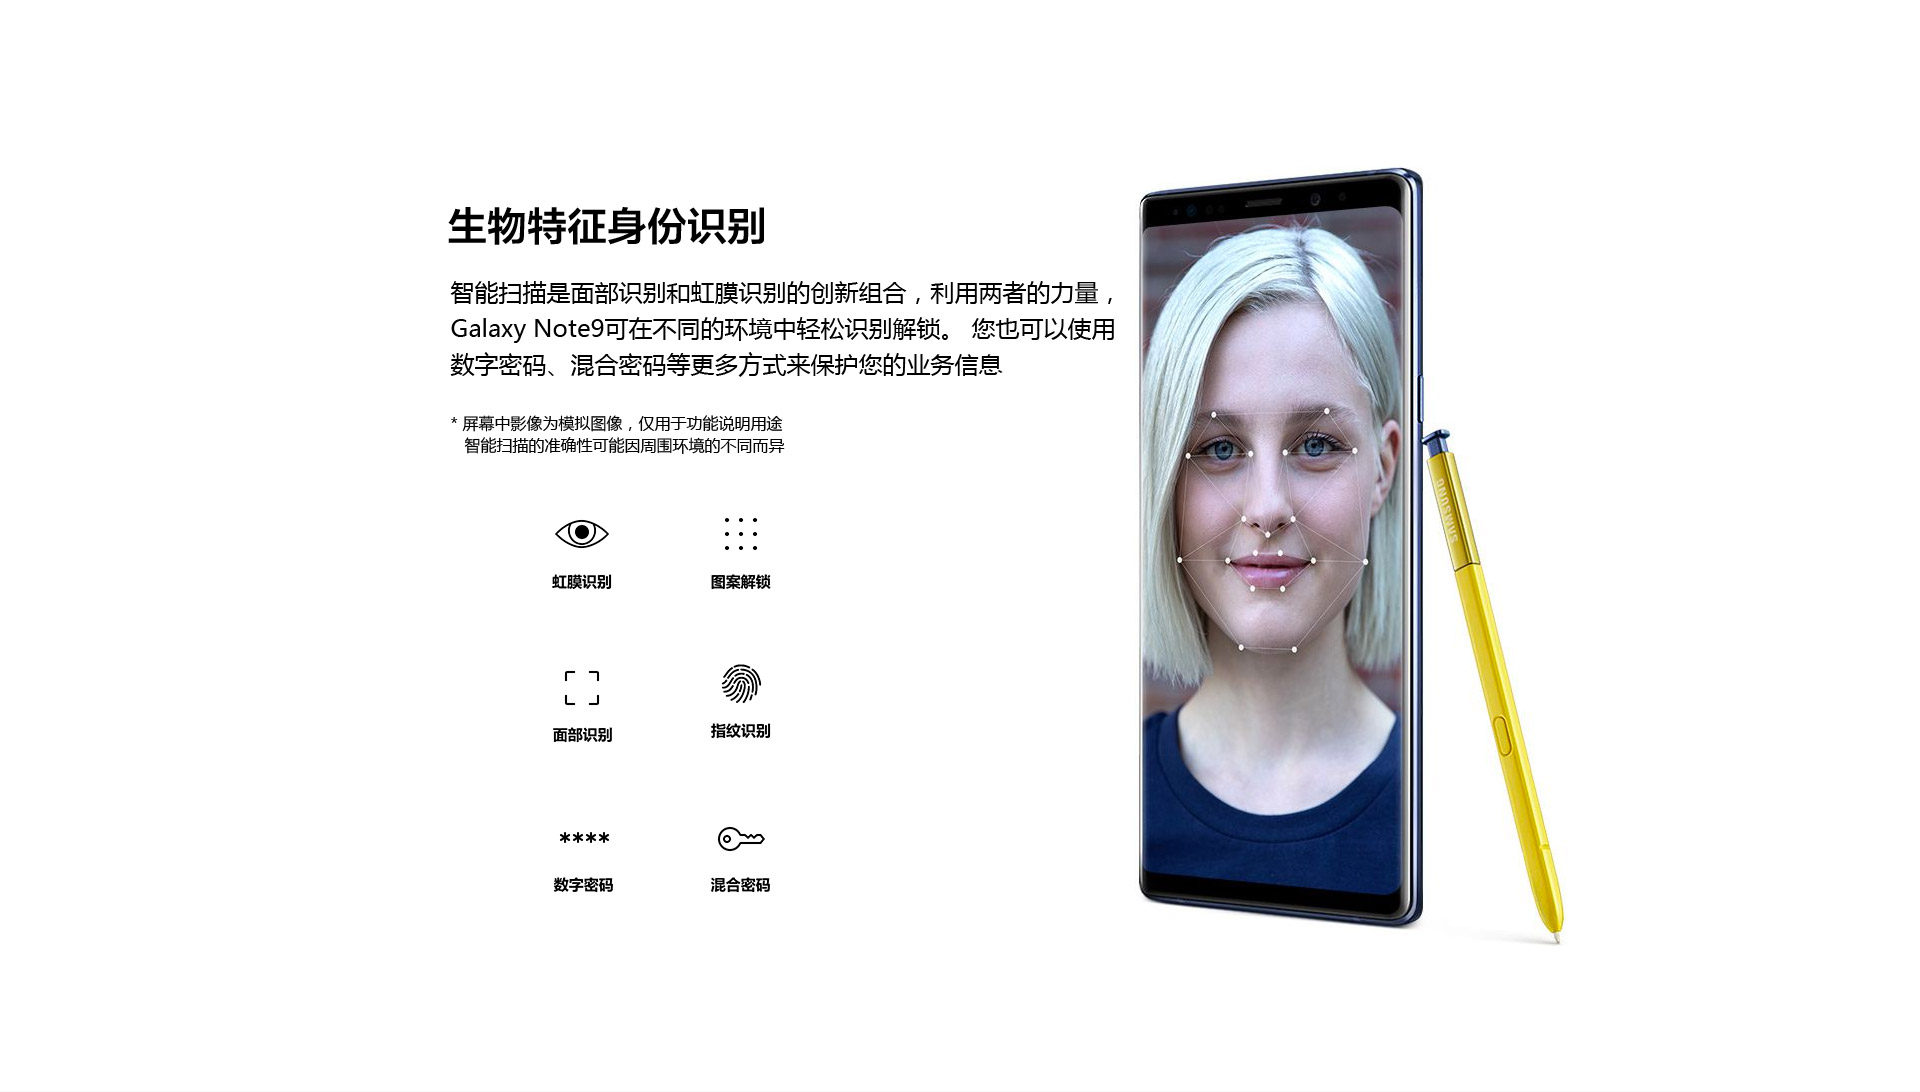 生物特征身份识别
智能扫描是面部识别和虹膜识别的创新组合，利用两者的力量，
Galaxy Note9可在不同的环境中轻松识别解锁。 您也可以使用
数字密码、混合密码等更多方式来保护您的业务信息
* 屏幕中影像为模拟图像，仅用于功能说明用途
智能扫描的准确性可能因周围环境的不同而异
虹膜识别
图案解锁
面部识别
指纹识别
****
数字密码
混合密码
SAMSUNG